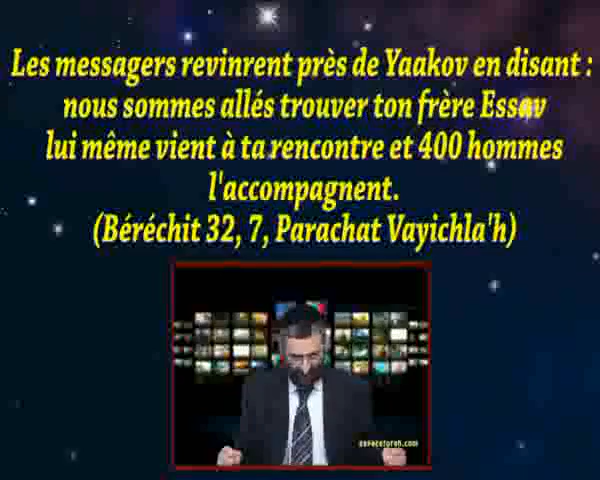 Les messagers revinrent près de Yaakov en disant :
nous sommes allés trouver ton frère Essav
lui même vient à ta rencontre et 400 hommes
l'accompagnent.
(Béréchit 32, 7, Parachat Vayichla'h)